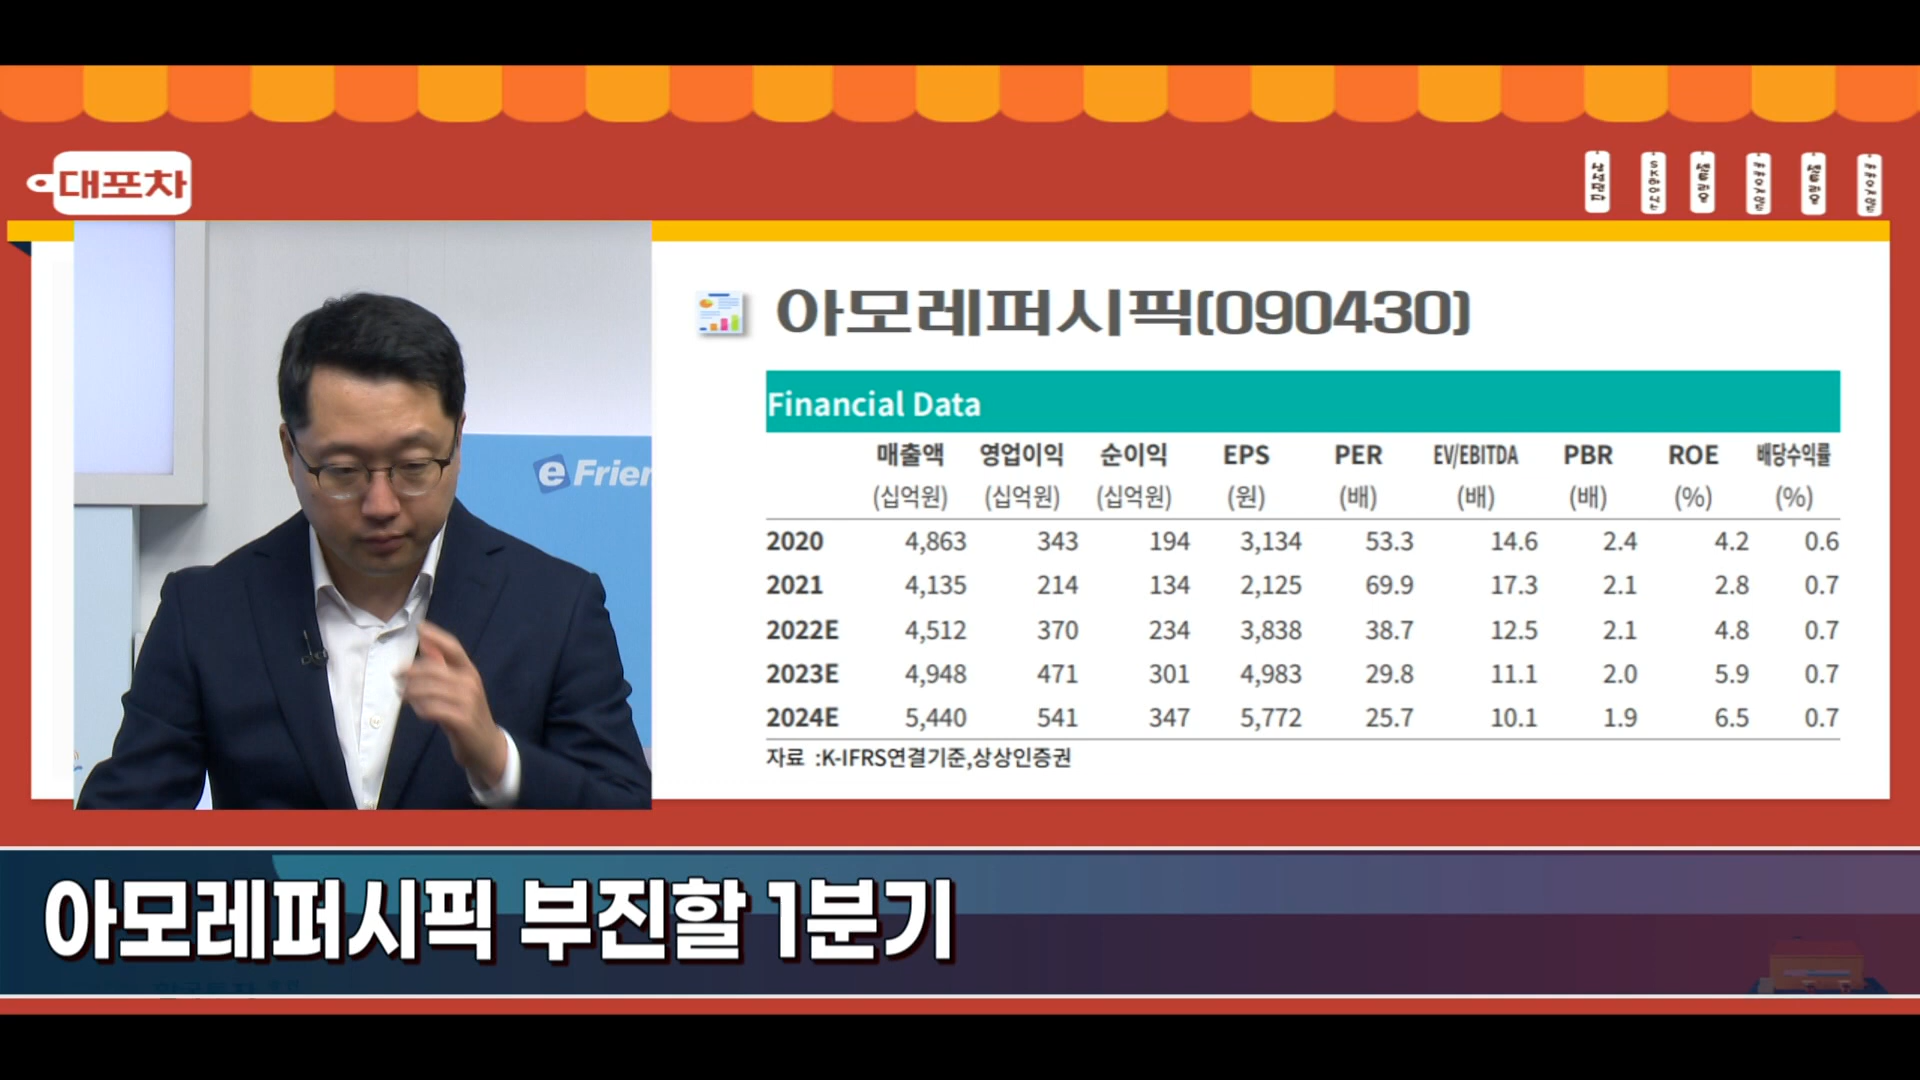 대포차
e Frien
아모레퍼시픽(090430)
Financial Data
매출액 영업이익 순이익 EPS PER EV/EBITDA PBR ROE 배당수익률
(십억원) (십억원) (십억원) (원) (배) (배) (배) (%) (%)
2020 4,863 343 194 3,134 53.3 14.6 2.4 4.2 0.6
2021 4,135 214 134 2,125 69.9 17.3 2.1 2.8 0.7
2022E 4,512 370 234 3,838 38.7 12.5 2.1 4.8 0.7
2023E 4,948 471 301 4,983 29.8 11.1 2.0 5.9 0.7
2024E 5,440 541 347 5,772 25.7 10.1 1.9 6.5 0.7
자료 :K-IFRS연결기준,상상인증권
아모레퍼시픽 부진할 1분기